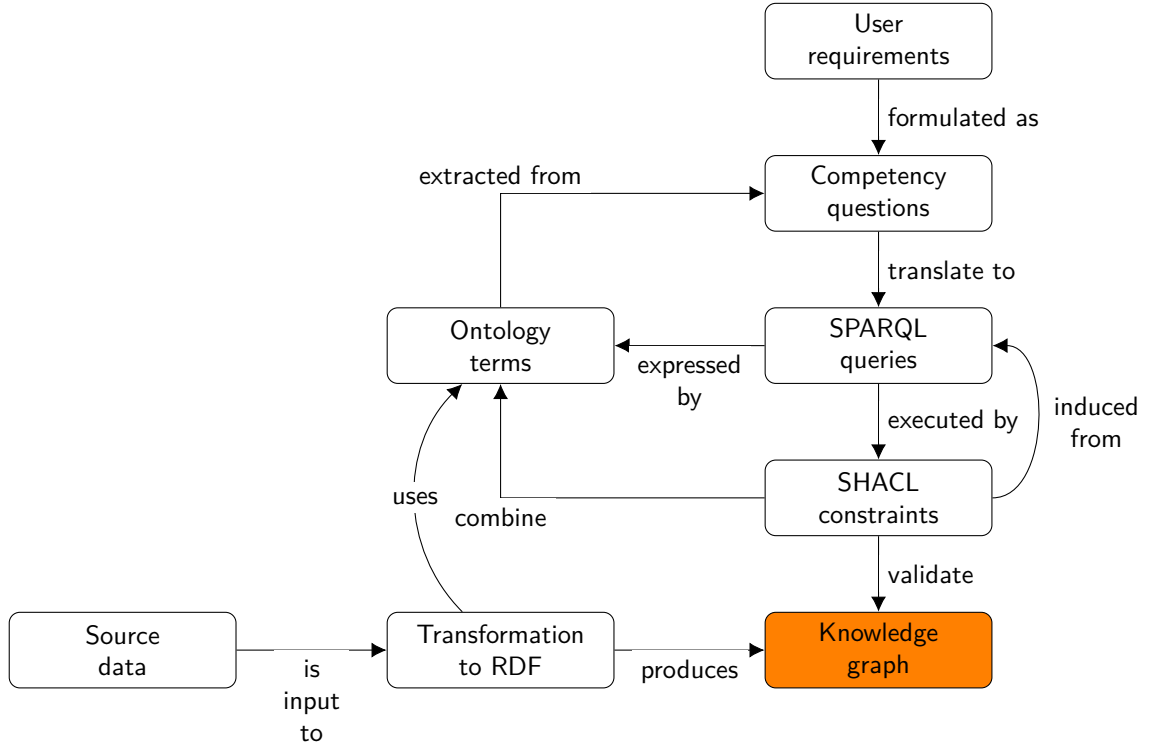 User
requirements
formulated as
extracted from
Competency
questions
translate to
Ontology
terms
expressed
by
SPARQL
queries
executed by
induced
from
uses
combine
SHACL
constraints
validate
Source
data
is
input
to
Transformation
to RDF
produces
Knowledge
graph